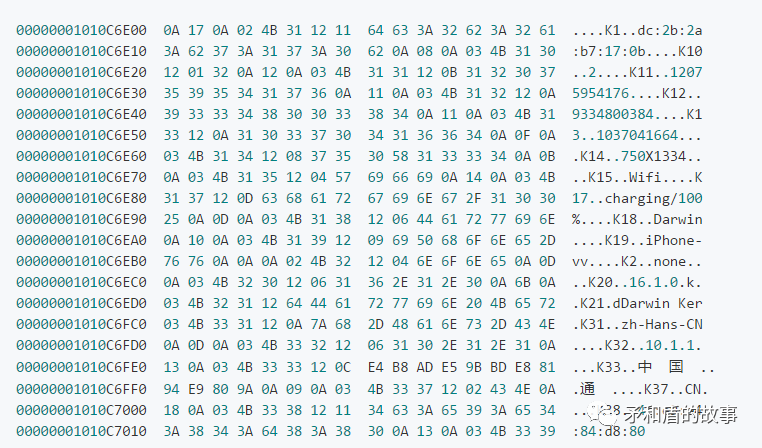 00000001010C6E00 0A 17 0A 02 4B 31 12 11 64 63 3A 32 62 3A 32 61 ....K1..dc:2b:2a
00000001010C6E10 3A 62 37 3A 31 37 3A 30 62 0A 08 0A 03 4B 31 30 :b7:17:0b....K10
00000001010C6E20 12 01 32 0A 12 0A 03 4B 31 31 12 0B 31 32 30 37 ..2....K11..1207
00000001010C6E30 35 39 35 34 31 37 36 0A 11 0A 03 4B 31 32 12 0A 5954176....K12..
00000001010C6E40 39 33 33 34 38 30 30 33 38 34 0A 11 0A 03 4B 31 9334800384....K1
00000001010C6E50 33 12 0A 31 30 33 37 30 34 31 36 36 34 0A 0F 0A 3..1037041664...
00000001010C6E60 03 4B 31 34 12 08 37 35 30 58 31 33 33 34 0A 0B .K14..750X1334..
00000001010C6E70 0A 03 4B 31 35 12 04 57 69 66 69 0A 14 0A 03 4B ..K15..Wifi....K
00000001010C6E80 31 37 12 0D 63 68 61 72 67 69 6E 67 2F 31 30 30 17..charging/100
00000001010C6E90 25 0A 0D 0A 03 4B 31 38 12 06 44 61 72 77 69 6E %....K18..Darwin
00000001010C6EA0 0A 10 0A 03 4B 31 39 12 09 69 50 68 6F 6E 65 2D ....K19..iPhone-
00000001010C6EB0 76 76 0A 0A 0A 02 4B 32 12 04 6E 6F 6E 65 0A 0D vv....K2..none..
00000001010C6EC0 0A 03 4B 32 30 12 06 31 36 2E 31 2E 30 0A 6B 0A ..K20..16.1.0.k.
00000001010C6ED0 03 4B 32 31 12 64 44 61 72 77 69 6E 20 4B 65 72 .K21.dDarwin Ker
00000001010C6FC0 03 4B 33 31 12 0A 7A 68 2D 48 61 6E 73 2D 43 4E .K31..zh-Hans-CN
00000001010C6FD0 0A 0D 0A 03 4B 33 32 12 06 31 30 2E 31 2E 31 0A ....K32..10.1.1.
00000001010C6FE0 13 0A 03 4B 33 33 12 0C E4 B8 AD E5 9B BD E8 81 ...K33..中 国 ..
00000001010C6FF0 94 E9 80 9A 0A 09 0A 03 4B 33 37 12 02 43 4E 0A .通....K37..CN.
00000001010C7000 18 0A 03 4B 33 38 12 11 34 63 3A 65 39 3A 65 34
00000001010C7010 3A 38 34 3A 64 38 3A 38 30 0A 13 0A 03 4B 33 39 :84:d8:80
矛和盾的故事